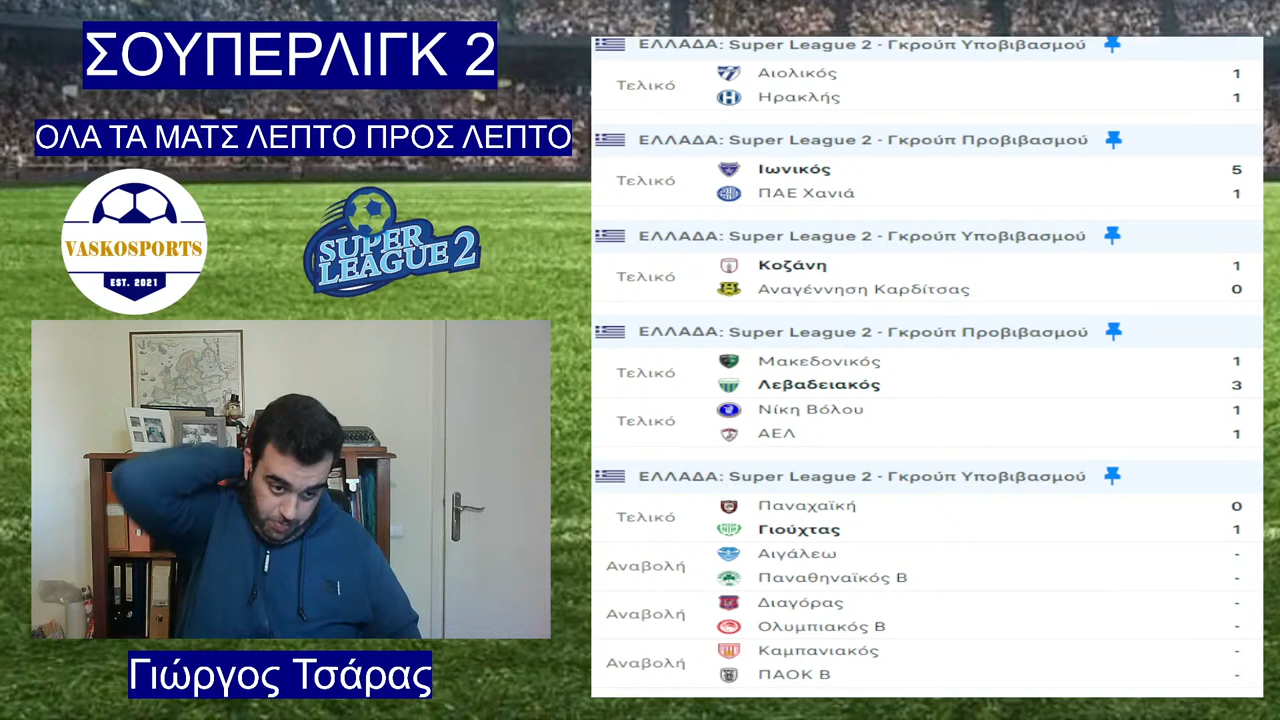 ΣΟΥΠΕΡΛΙΓΚ 2
ΟΛΑ ΤΑ ΜΑΤΣ ΛΕΠΤΟ ΠΡΟΣ ΛΕΠΤΟ
VASKOSPORTS
EST. 2021
SUPER
LEAGUE 2
Γιώργος Τσάρας
ΕΛΛΑΔΑ: Super League 2 - Γκρούπ Υποβιβασμού
Τελικό
Αιολικός 1
Ηρακλής 1
ΕΛΛΑΔΑ: Super League 2 - Γκρούπ Προβιβασμού
Τελικό
Ιωνικός 5
ΠΑΕ Χανιά 1
ΕΛΛΑΔΑ: Super League 2 - Γκρούπ Υποβιβασμού
Τελικό
Κοζάνη 1
Αναγέννηση Καρδίτσας 0
ΕΛΛΑΔΑ: Super League 2 - Γκρούπ Προβιβασμού
Τελικό
Μακεδονικός 1
Λεβαδειακός 3
Τελικό
Νίκη Βόλου 1
ΑΕΛ 1
ΕΛΛΑΔΑ: Super League 2 - Γκρούπ Υποβιβασμού
Τελικό
Παναχαϊκή 0
Γιούχτας 1
Αναβολή
Αιγάλεω -
Παναθηναϊκός Β -
Αναβολή
Διαγόρας -
Ολυμπιακός Β -
Αναβολή
Καμπανιακός -
ΠΑΟΚ Β -